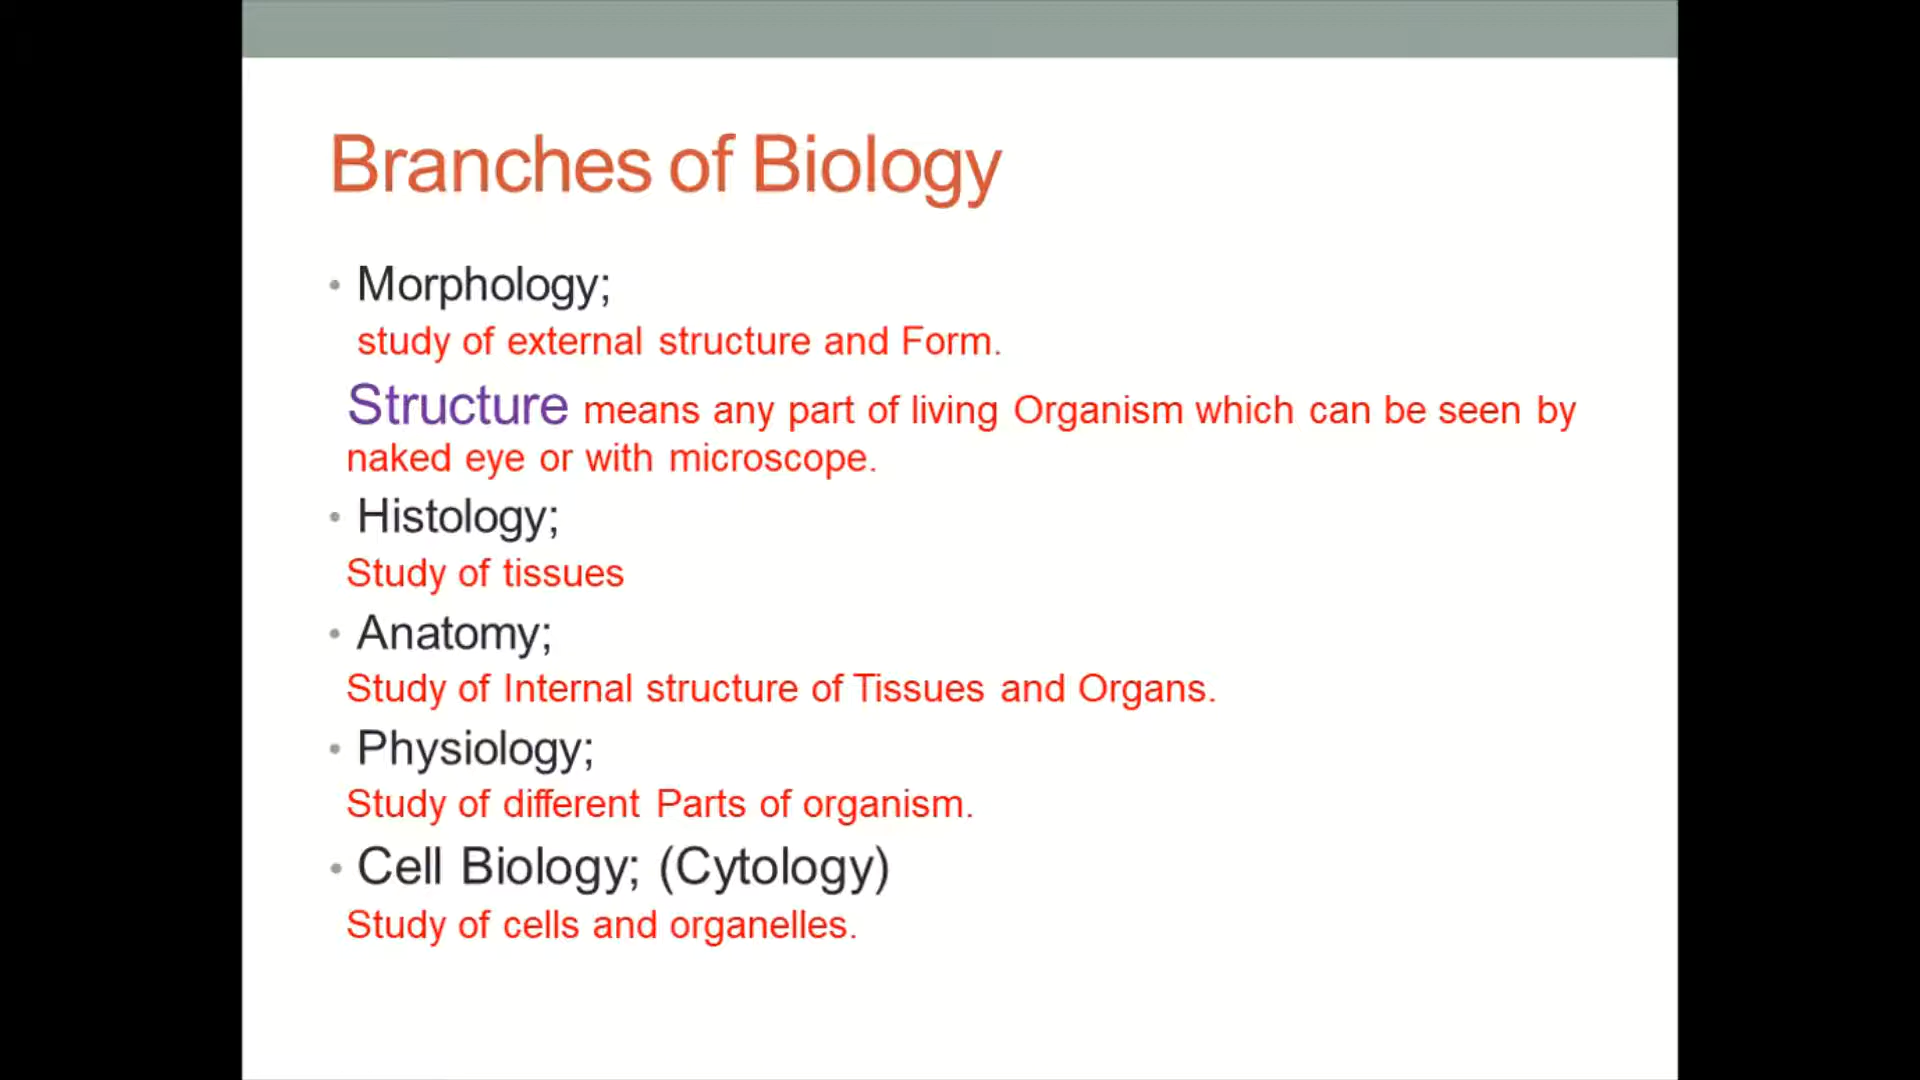 Branches of Biology
• Morphology;
study of external structure and Form.
Structure means any part of living Organism which can be seen by
naked eye or with microscope.
• Histology;
Study of tissues
• Anatomy;
Study of Internal structure of Tissues and Organs.
• Physiology;
Study of different Parts of organism.
• Cell Biology; (Cytology)
Study of cells and organelles.